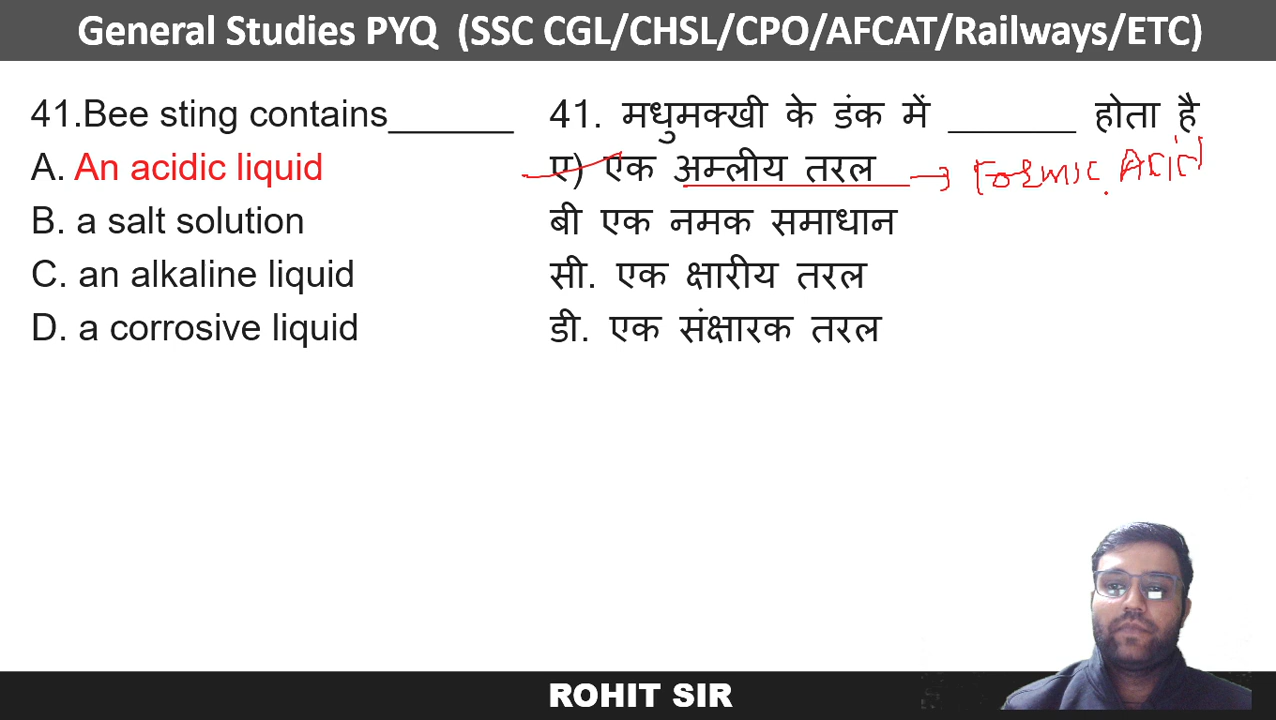 General Studies PYQ (SSC CGL/CHSL/CPO/AFCAT/Railways/ETC)
41.Bee sting contains______
A. An acidic liquid
B. a salt solution
C. an alkaline liquid
D. a corrosive liquid
41. मधुमक्खी के डंक में ______ होता है
ए) एक अम्लीय तरल → Formic Acid
बी एक नमक समाधान
सी. एक क्षारीय तरल
डी. एक संक्षारक तरल
ROHIT SIR